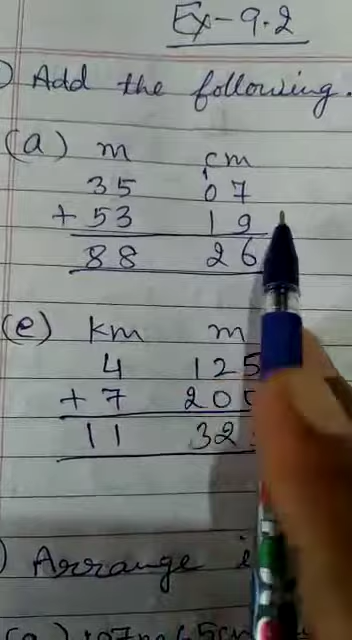 Ex-9.2
) Add the following.
(a) m cm
35 07
+ 53 19
88 26
(e) km m
4 125
+ 7 20
11 32
) Arrange
(a)